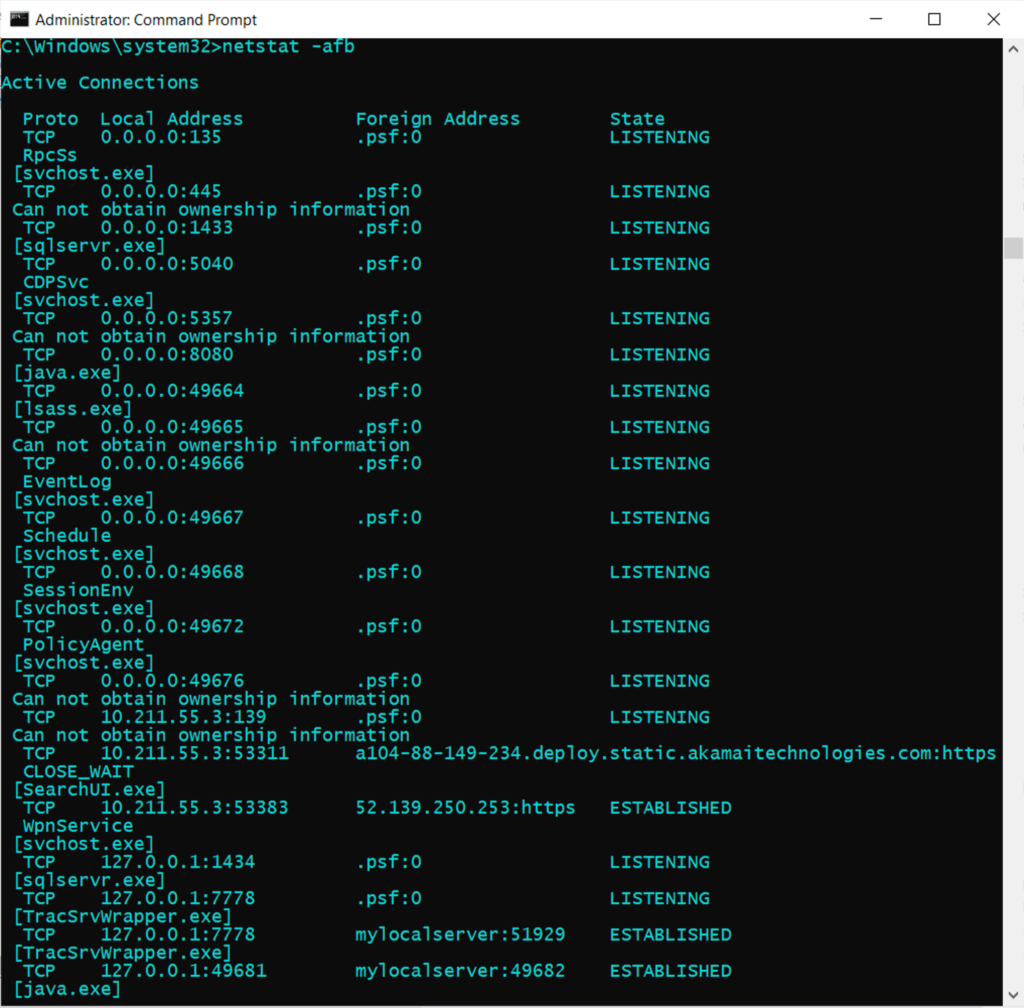 Administrator: Command Prompt
C:\Windows\system32>netstat -afb
Active Connections
Proto Local Address Foreign Address State
TCP 0.0.0.0:135 .psf:0 LISTENING
RpcSs
[svchost.exe]
TCP 0.0.0.0:445 .psf:0 LISTENING
Can not obtain ownership information
TCP 0.0.0.0:1433 .psf:0 LISTENING
[sqlservr.exe]
TCP 0.0.0.0:5040 .psf:0 LISTENING
CDPSvc
[svchost.exe]
TCP 0.0.0.0:5357 .psf:0 LISTENING
Can not obtain ownership information
TCP 0.0.0.0:8080 .psf:0 LISTENING
[java.exe]
TCP 0.0.0.0:49664 .psf:0 LISTENING
[lsass.exe]
TCP 0.0.0.0:49665 .psf:0 LISTENING
Can not obtain ownership information
TCP 0.0.0.0:49666 .psf:0 LISTENING
EventLog
[svchost.exe]
TCP 0.0.0.0:49667 .psf:0 LISTENING
Schedule
[svchost.exe]
TCP 0.0.0.0:49668 .psf:0 LISTENING
SessionEnv
[svchost.exe]
TCP 0.0.0.0:49672 .psf:0 LISTENING
PolicyAgent
[svchost.exe]
TCP 0.0.0.0:49676 .psf:0 LISTENING
Can not obtain ownership information
TCP 10.211.55.3:139 .psf:0 LISTENING
Can not obtain ownership information
TCP 10.211.55.3:53311 a104-88-149-234.deploy.static.akamaitechnologies.com:https
CLOSE_WAIT
[SearchUI.exe]
TCP 10.211.55.3:53383 52.139.250.253:https ESTABLISHED
WpnService
[svchost.exe]
TCP 127.0.0.1:1434 .psf:0 LISTENING
[sqlservr.exe]
TCP 127.0.0.1:7778 .psf:0 LISTENING
[TracSrvWrapper.exe]
TCP 127.0.0.1:7778 mylocalserver:51929 ESTABLISHED
[TracSrvWrapper.exe]
TCP 127.0.0.1:49681 mylocalserver:49682 ESTABLISHED
[java.exe]